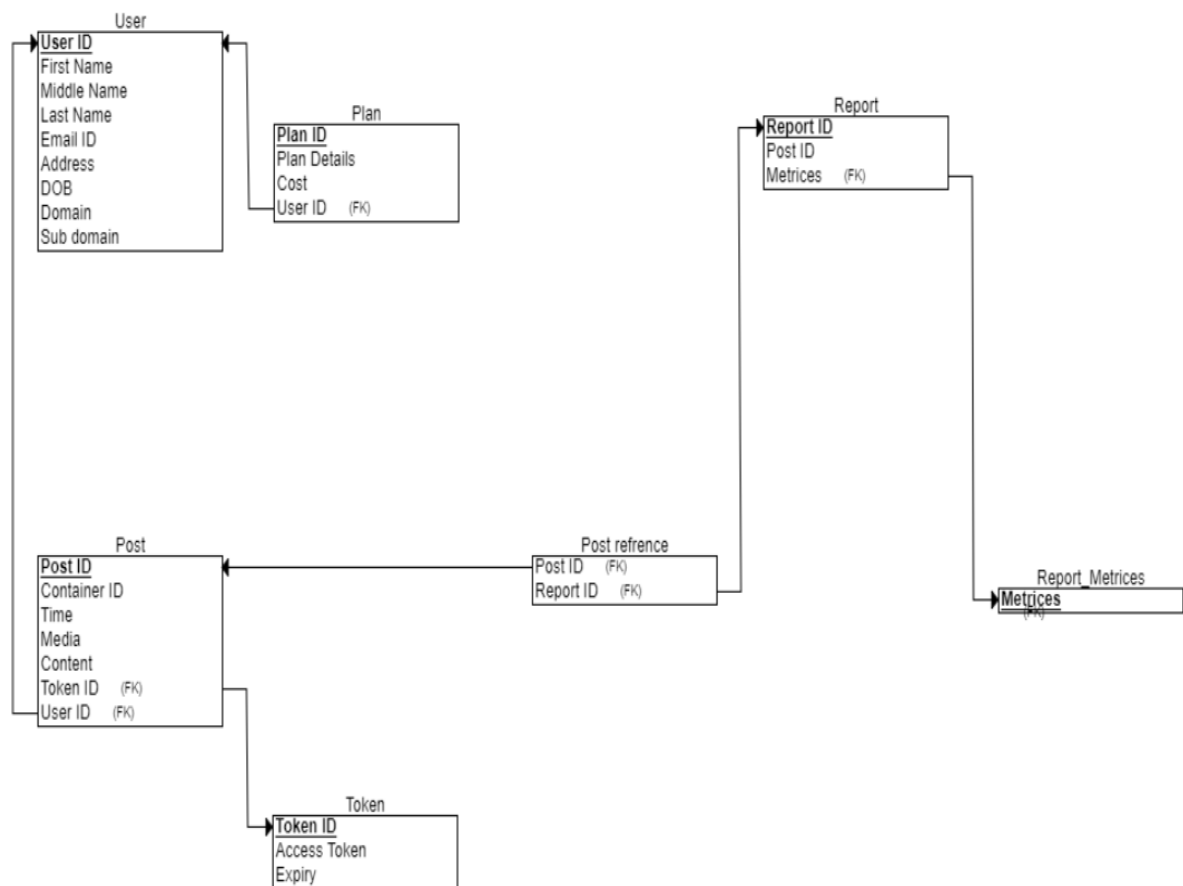 User
User ID
First Name
Middle Name
Last Name
Email ID
Address
DOB
Domain
Sub domain
Plan
Plan ID
Plan Details
Cost
User ID (FK)
Report
Report ID
Post ID
Metrices (FK)
Post
Post ID
Container ID
Time
Media
Content
Token ID (FK)
User ID (FK)
Post refrence
Post ID (FK)
Report ID (FK)
Report_Metrices
Metrices
(FK)
Token
Token ID
Access Token
Expiry